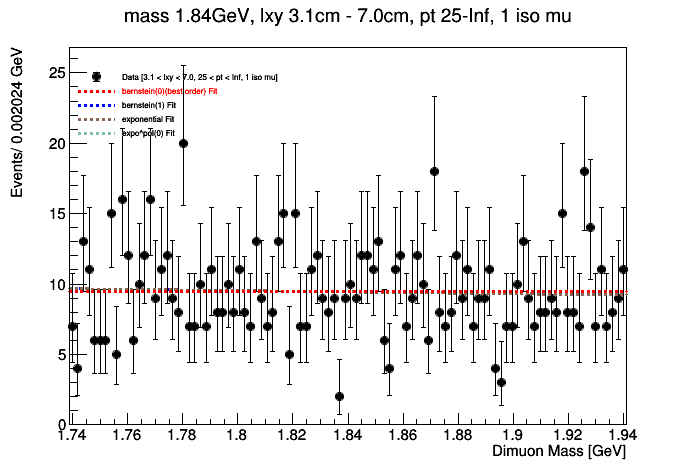 mass 1.84GeV, lxy 3.1cm - 7.0cm, pt 25-Inf, 1 iso mu
Events/ 0.002024 GeV
25
20
15
10
5
0
Data [3.1 < lxy < 7.0, 25 < pt < Inf, 1 iso mu]
bernstein(0)(best order) Fit
bernstein(1) Fit
exponential Fit
expo*pol(0) Fit
1.74 1.76 1.78 1.8 1.82 1.84 1.86 1.88 1.9 1.92 1.94
Dimuon Mass [GeV]